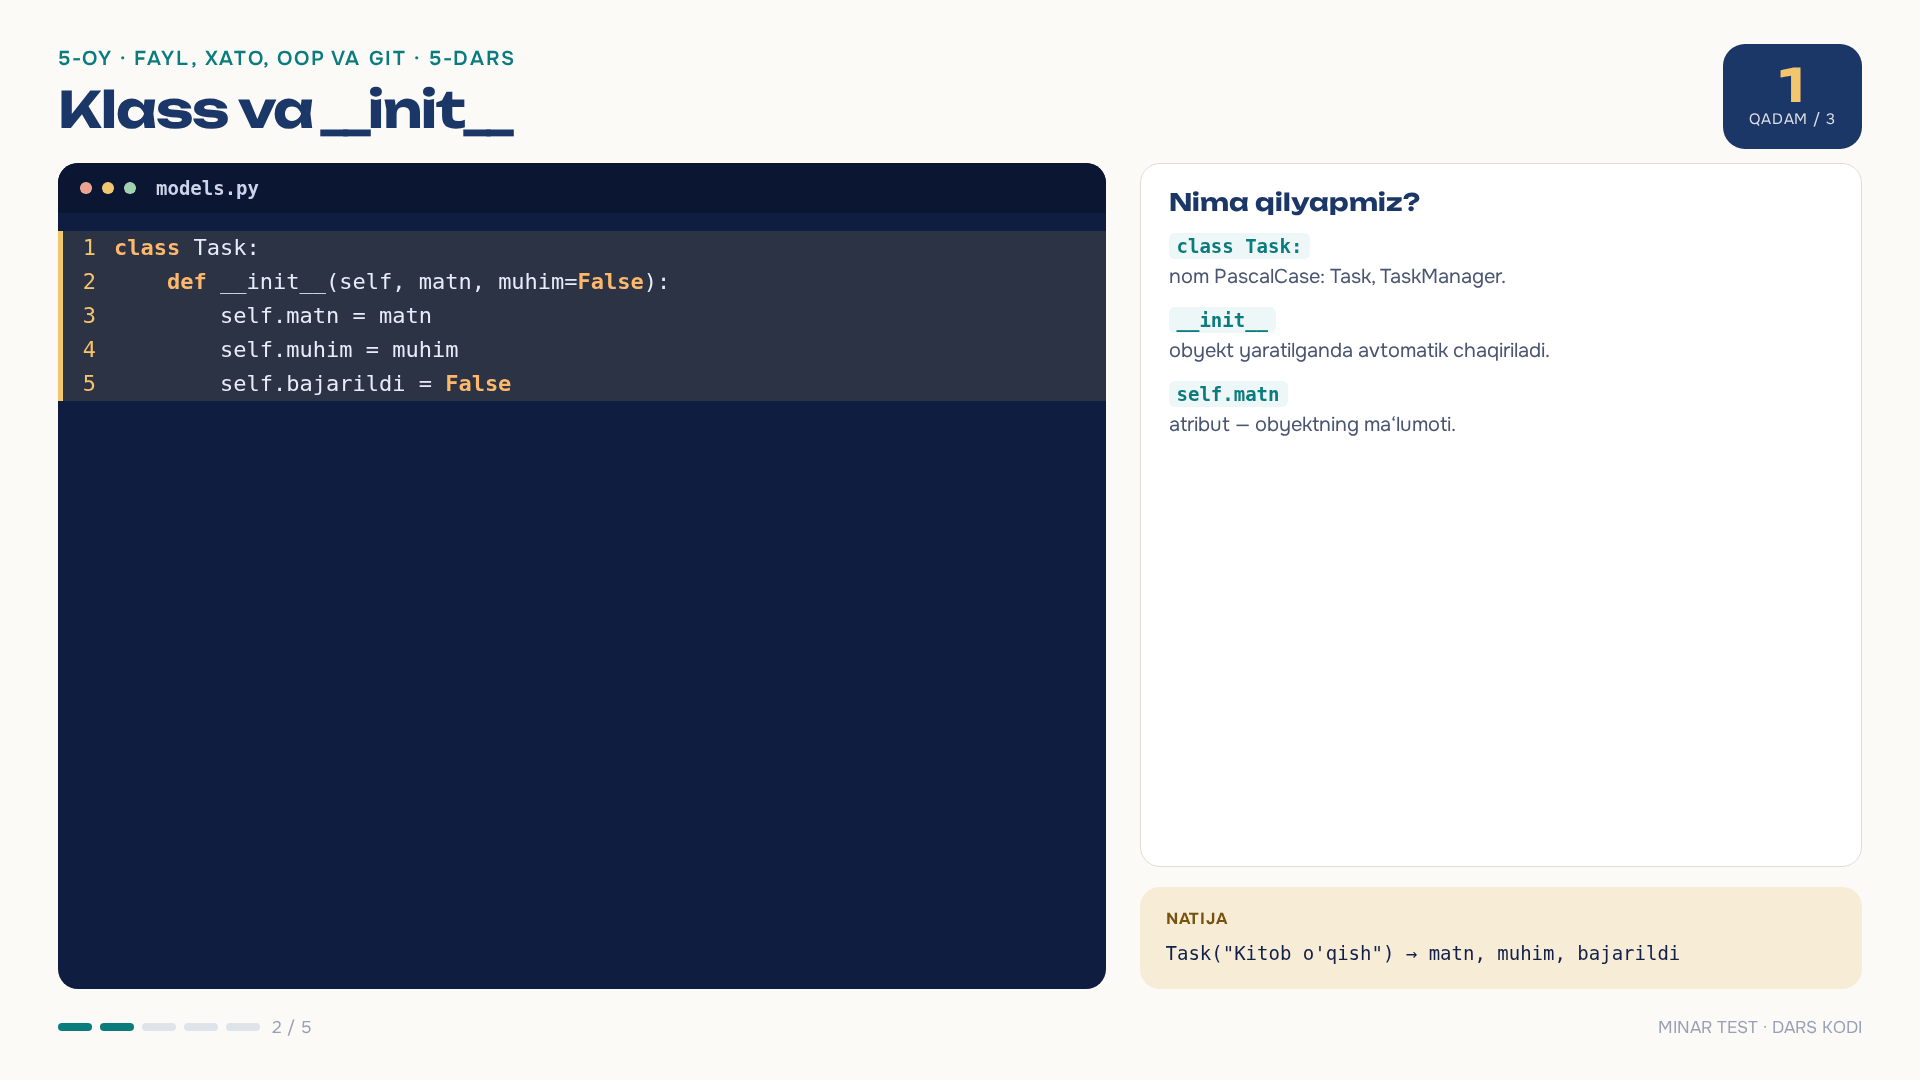 5-OY · FAYL, XATO, OOP VA GIT · 5-DARS
Klass va __init__
1
QADAM / 3
models.py
1 class Task:
2     def __init__(self, matn, muhim=False):
3         self.matn = matn
4         self.muhim = muhim
5         self.bajarildi = False
Nima qilyapmiz?
class Task:
nom PascalCase: Task, TaskManager.
__init__
obyekt yaratilganda avtomatik chaqiriladi.
self.matn
atribut — obyektning maʻlumoti.
NATIJA
Task("Kitob o'qish") → matn, muhim, bajarildi
2 / 5
MINAR TEST · DARS KODI